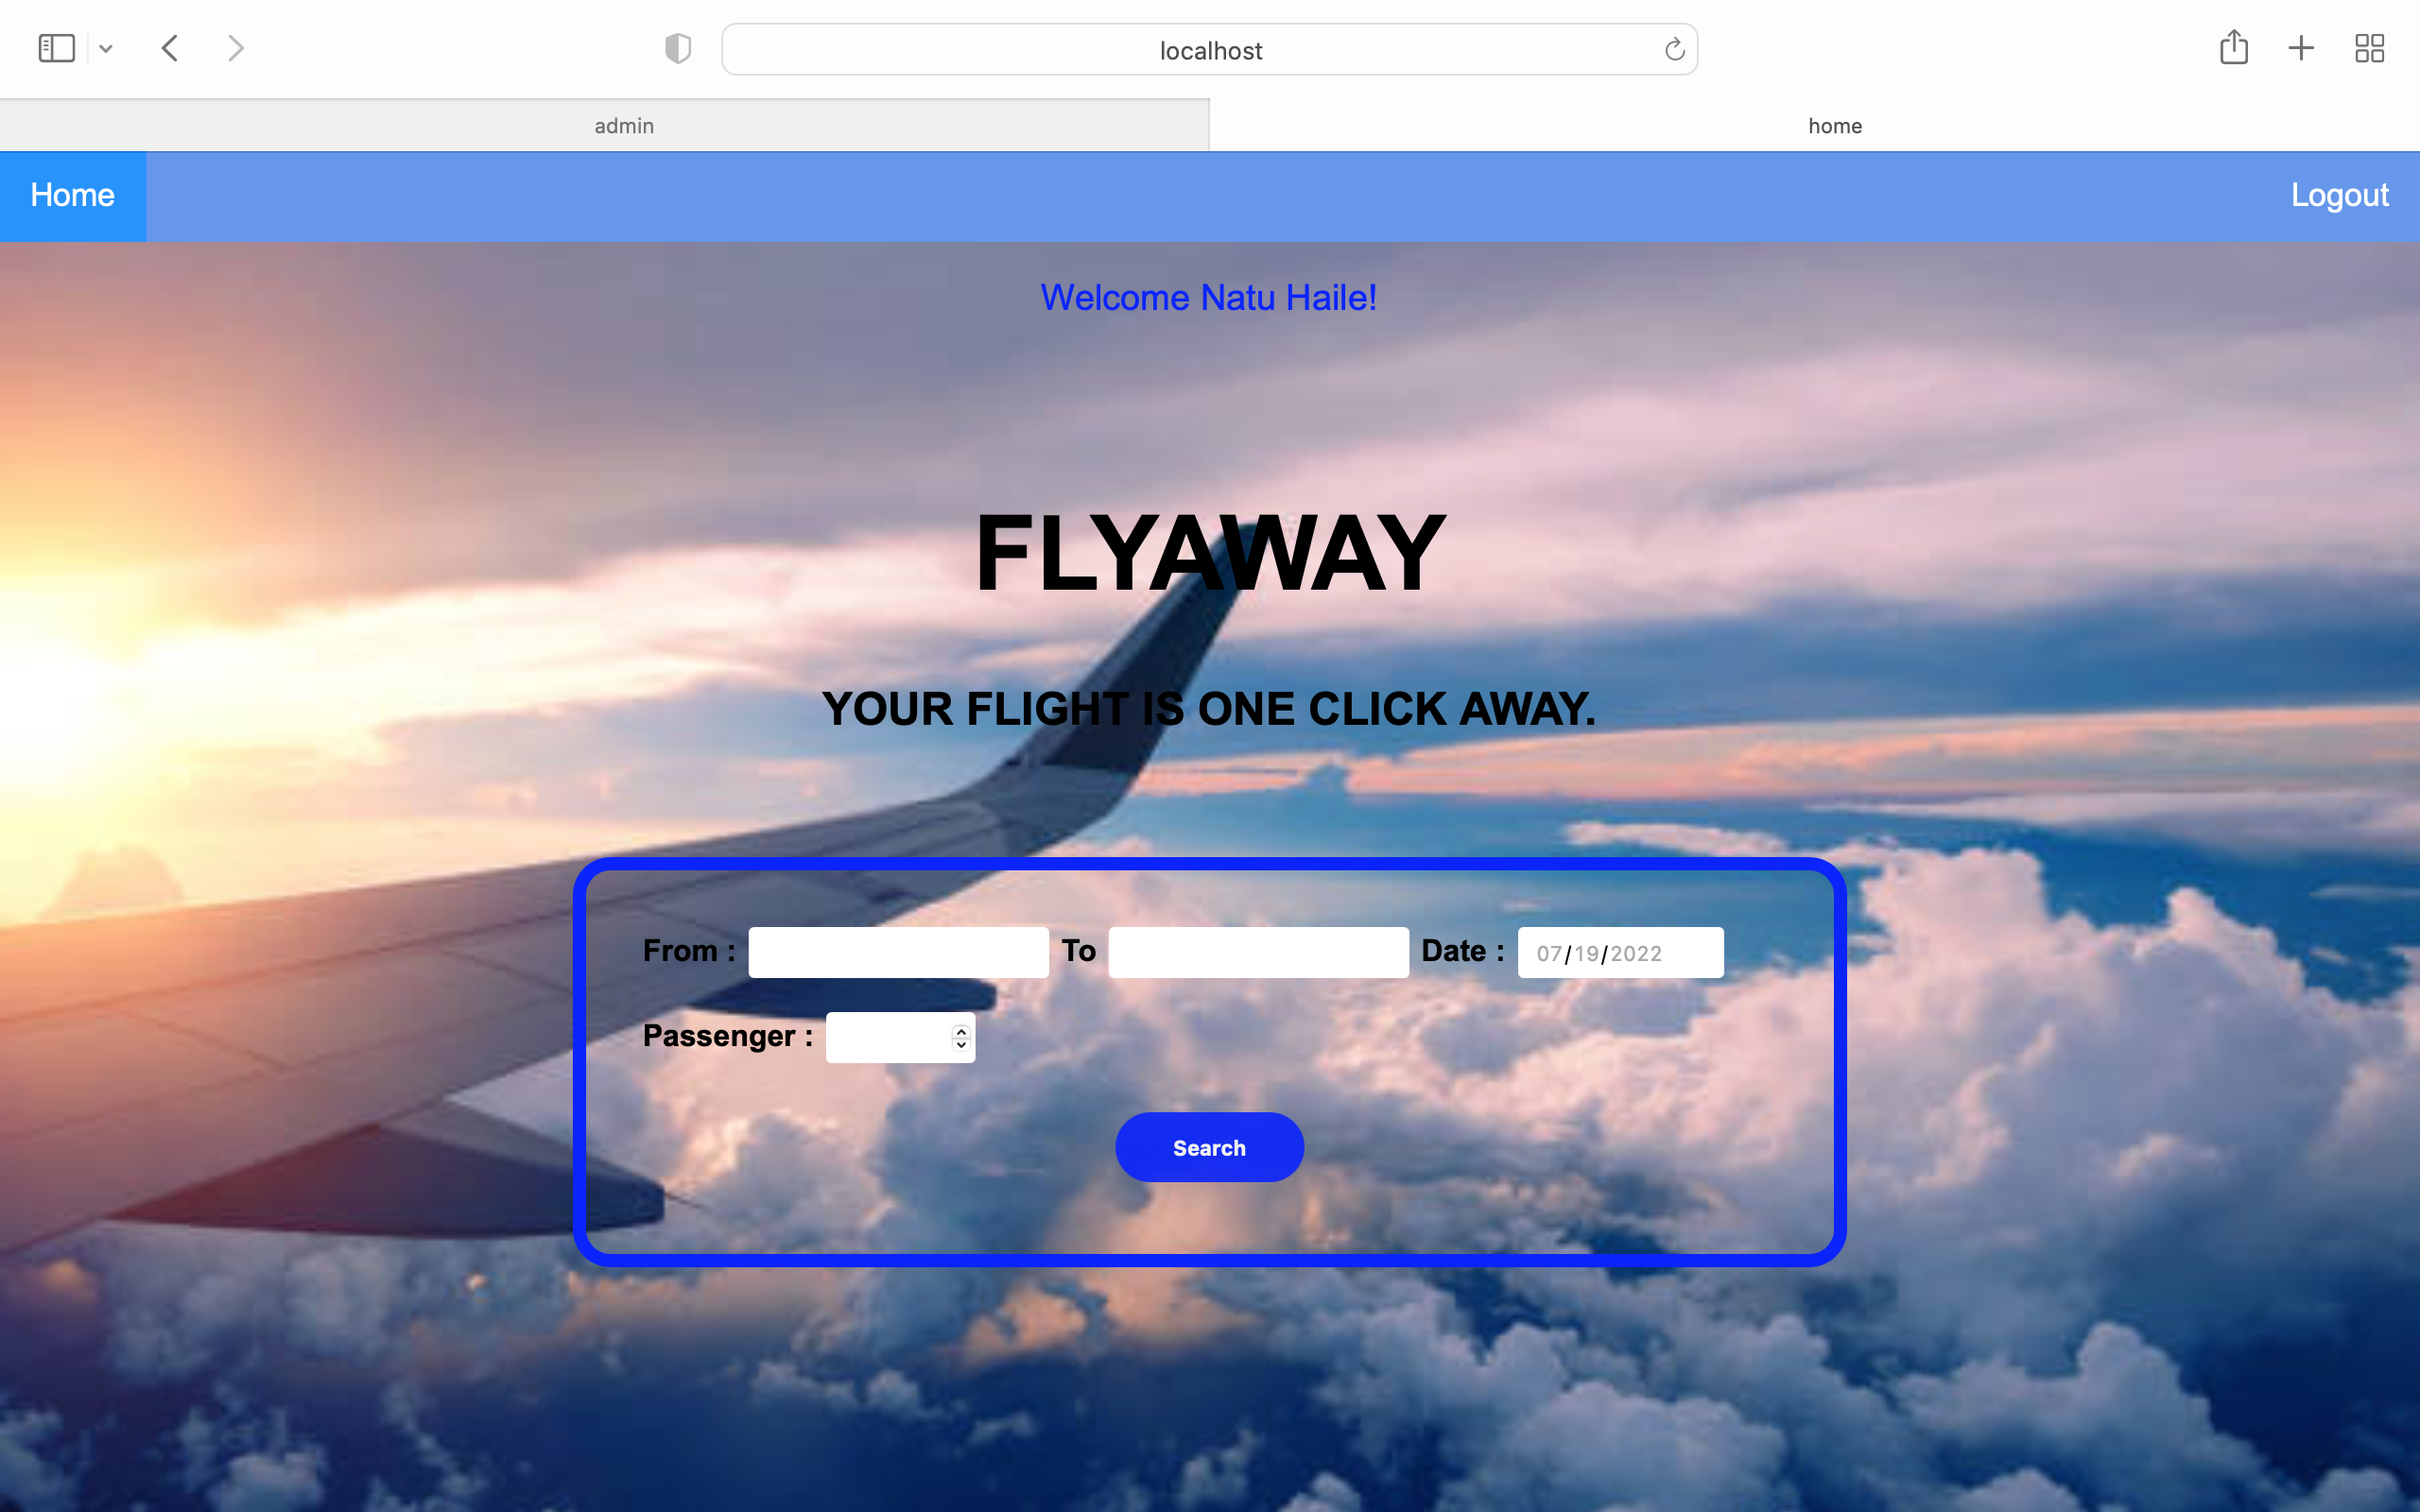 localhost
admin
home
Home
Logout
Welcome Natu Haile!
FLYAWAY
YOUR FLIGHT IS ONE CLICK AWAY.
From : To Date : 07/19/2022
Passenger :
Search